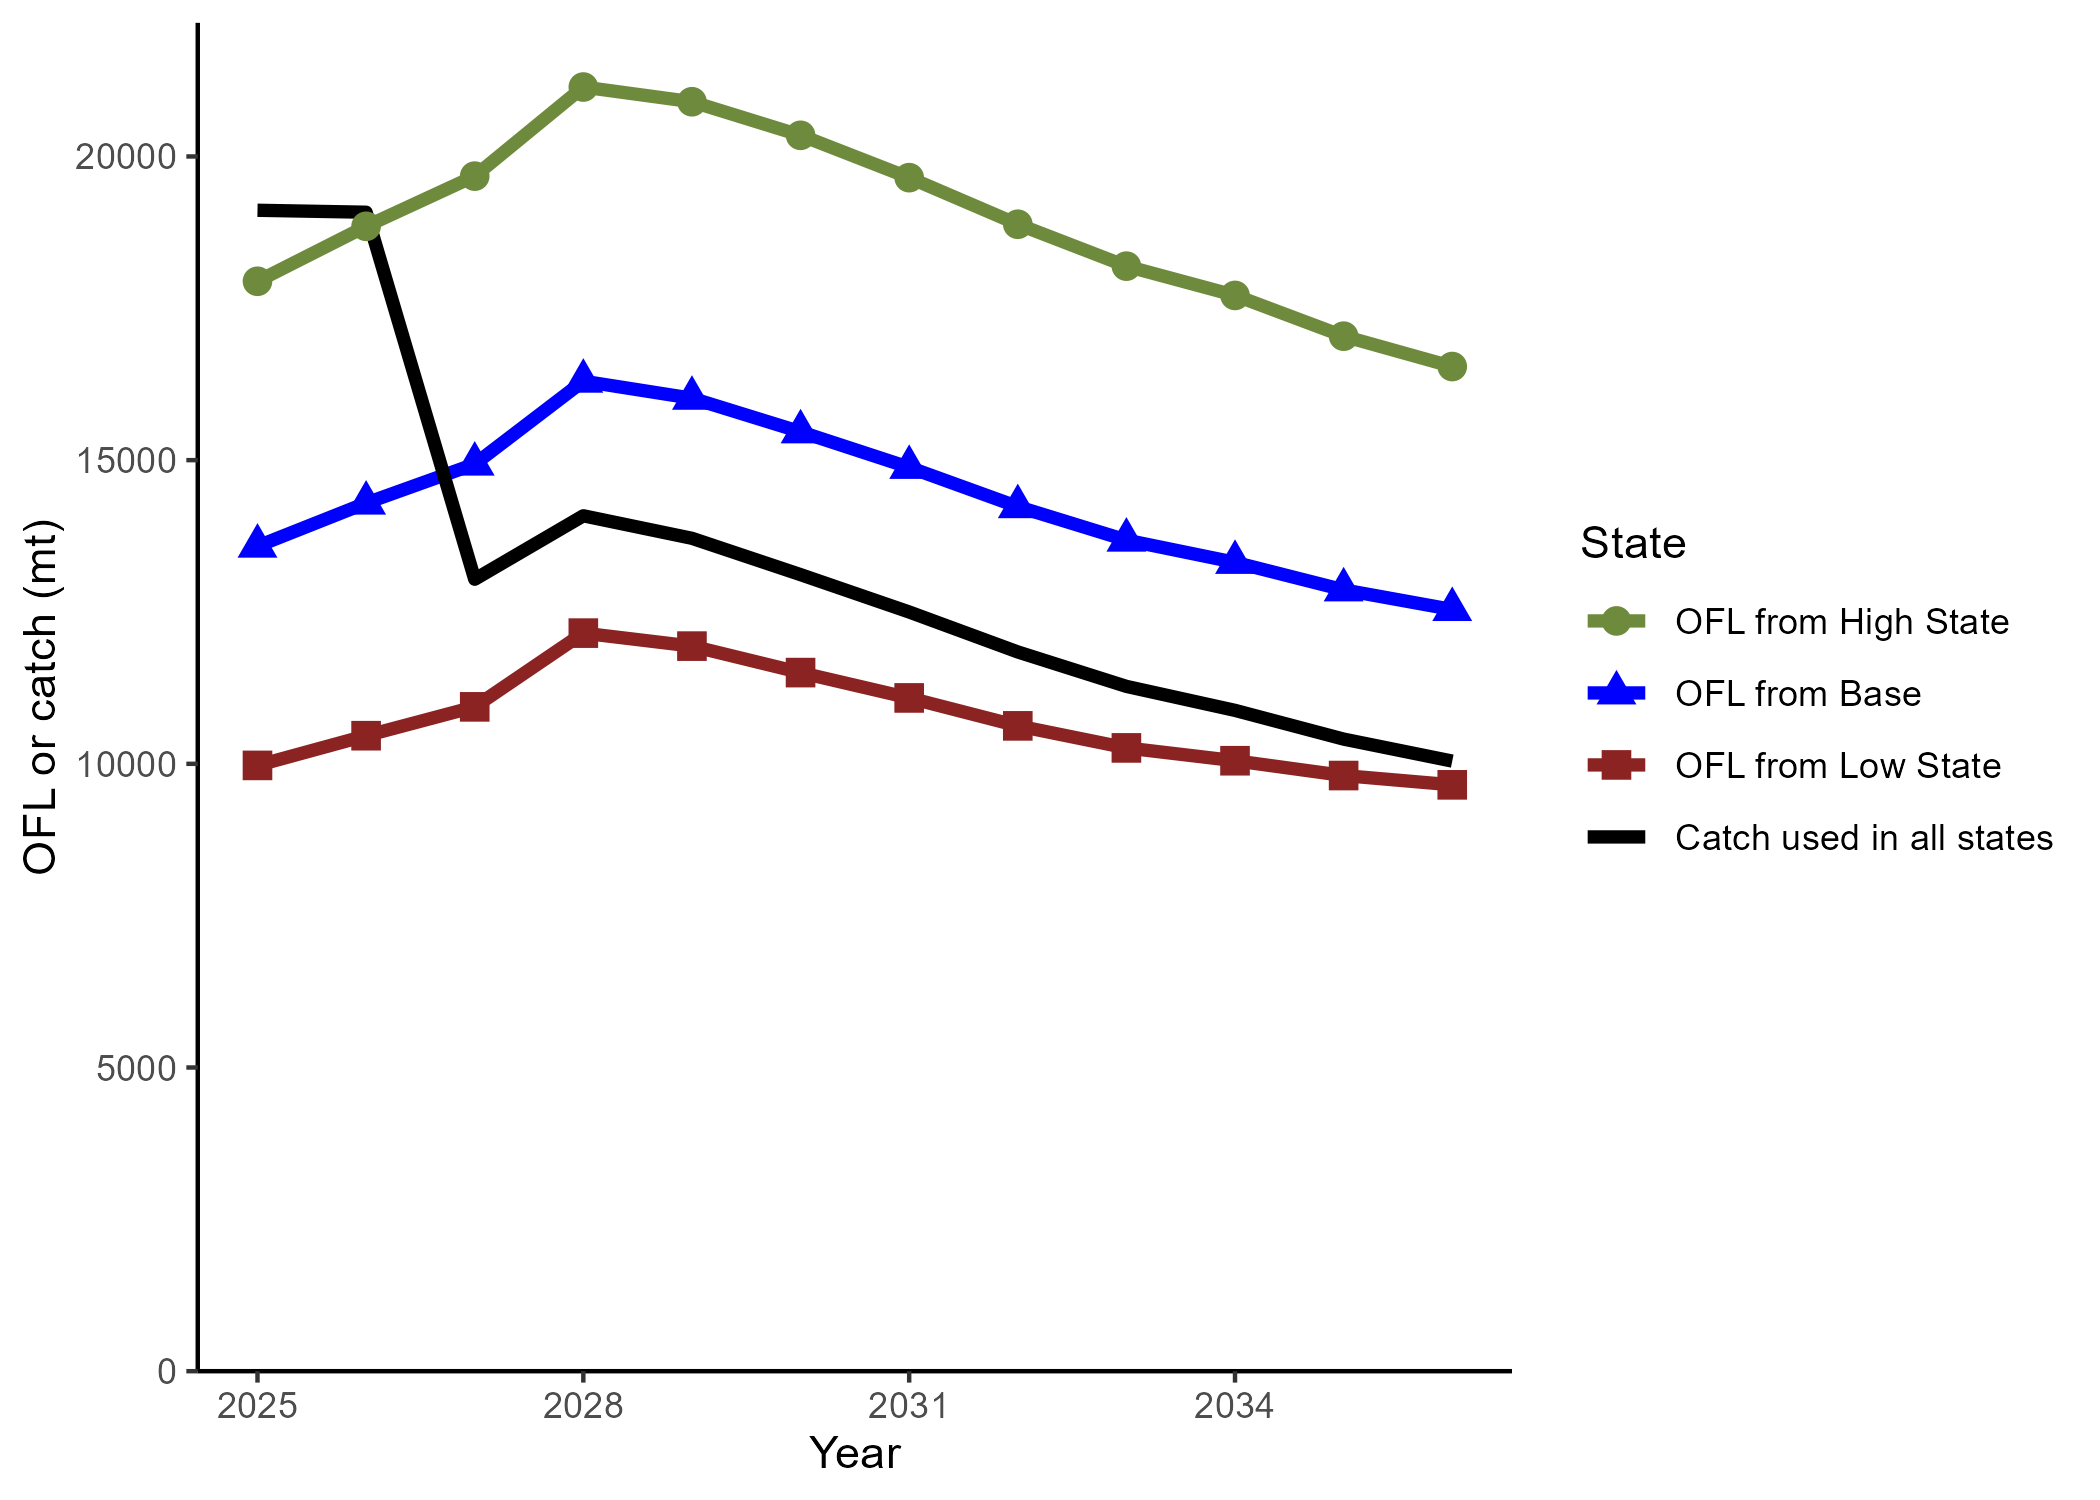 OFL or catch (mt)
20000
15000
10000
5000
0
2025
2028
2031
2034
Year
State
OFL from High State
OFL from Base
OFL from Low State
Catch used in all states